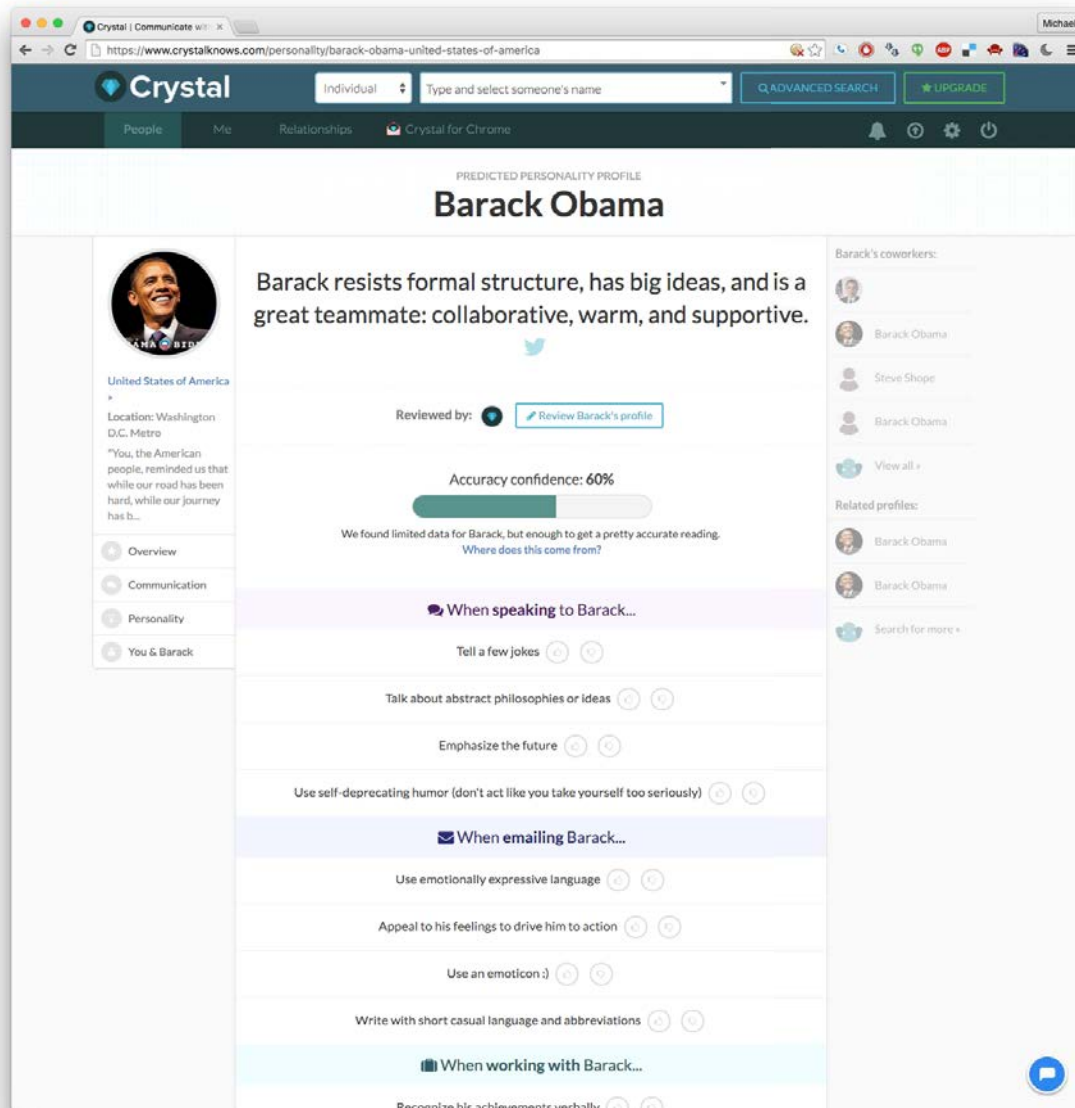 Crystal | Communicate wit
Michael
https://www.crystalknows.com/personality/barack-obama-united-states-of-america
Crystal
Individual
Type and select someone's name
ADVANCED SEARCH
UPGRADE
People
Me
Relationships
Crystal for Chrome
PREDICTED PERSONALITY PROFILE
Barack Obama
United States of America
»
Location: Washington
D.C. Metro
"You, the American
people, reminded us that
while our road has been
hard, while our journey
has b...
Overview
Communication
Personality
You & Barack
Barack resists formal structure, has big ideas, and is a
great teammate: collaborative, warm, and supportive.
Reviewed by:
Review Barack's profile
Accuracy confidence: 60%
We found limited data for Barack, but enough to get a pretty accurate reading.
Where does this come from?
When speaking to Barack...
Tell a few jokes
Talk about abstract philosophies or ideas
Emphasize the future
Use self-deprecating humor (don't act like you take yourself too seriously)
When emailing Barack...
Use emotionally expressive language
Appeal to his feelings to drive him to action
Use an emoticon :)
Write with short casual language and abbreviations
When working with Barack...
Recognize his achievements verbally
Barack's coworkers:
Barack Obama
Steve Shope
Barack Obama
View all »
Related profiles:
Barack Obama
Barack Obama
Search for more »